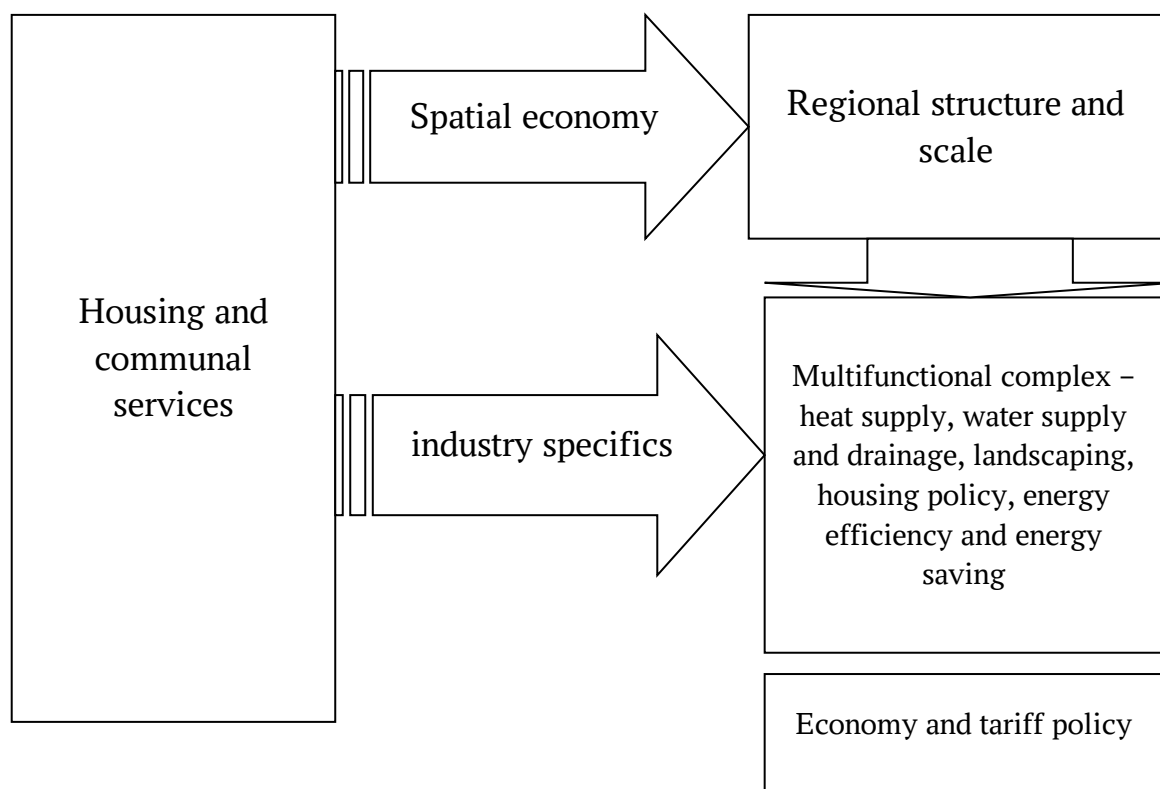 Housing and
communal
services
Spatial economy
Regional structure and
scale
industry specifics
Multifunctional complex –
heat supply, water supply
and drainage, landscaping,
housing policy, energy
efficiency and energy
saving
Economy and tariff policy